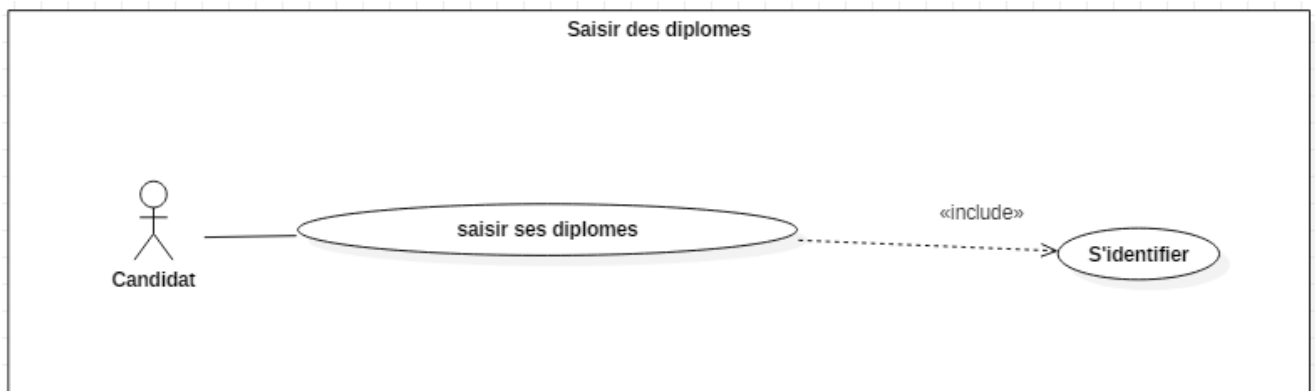 Saisir des diplomes
saisir ses diplomes
«include»
S'identifier
Candidat